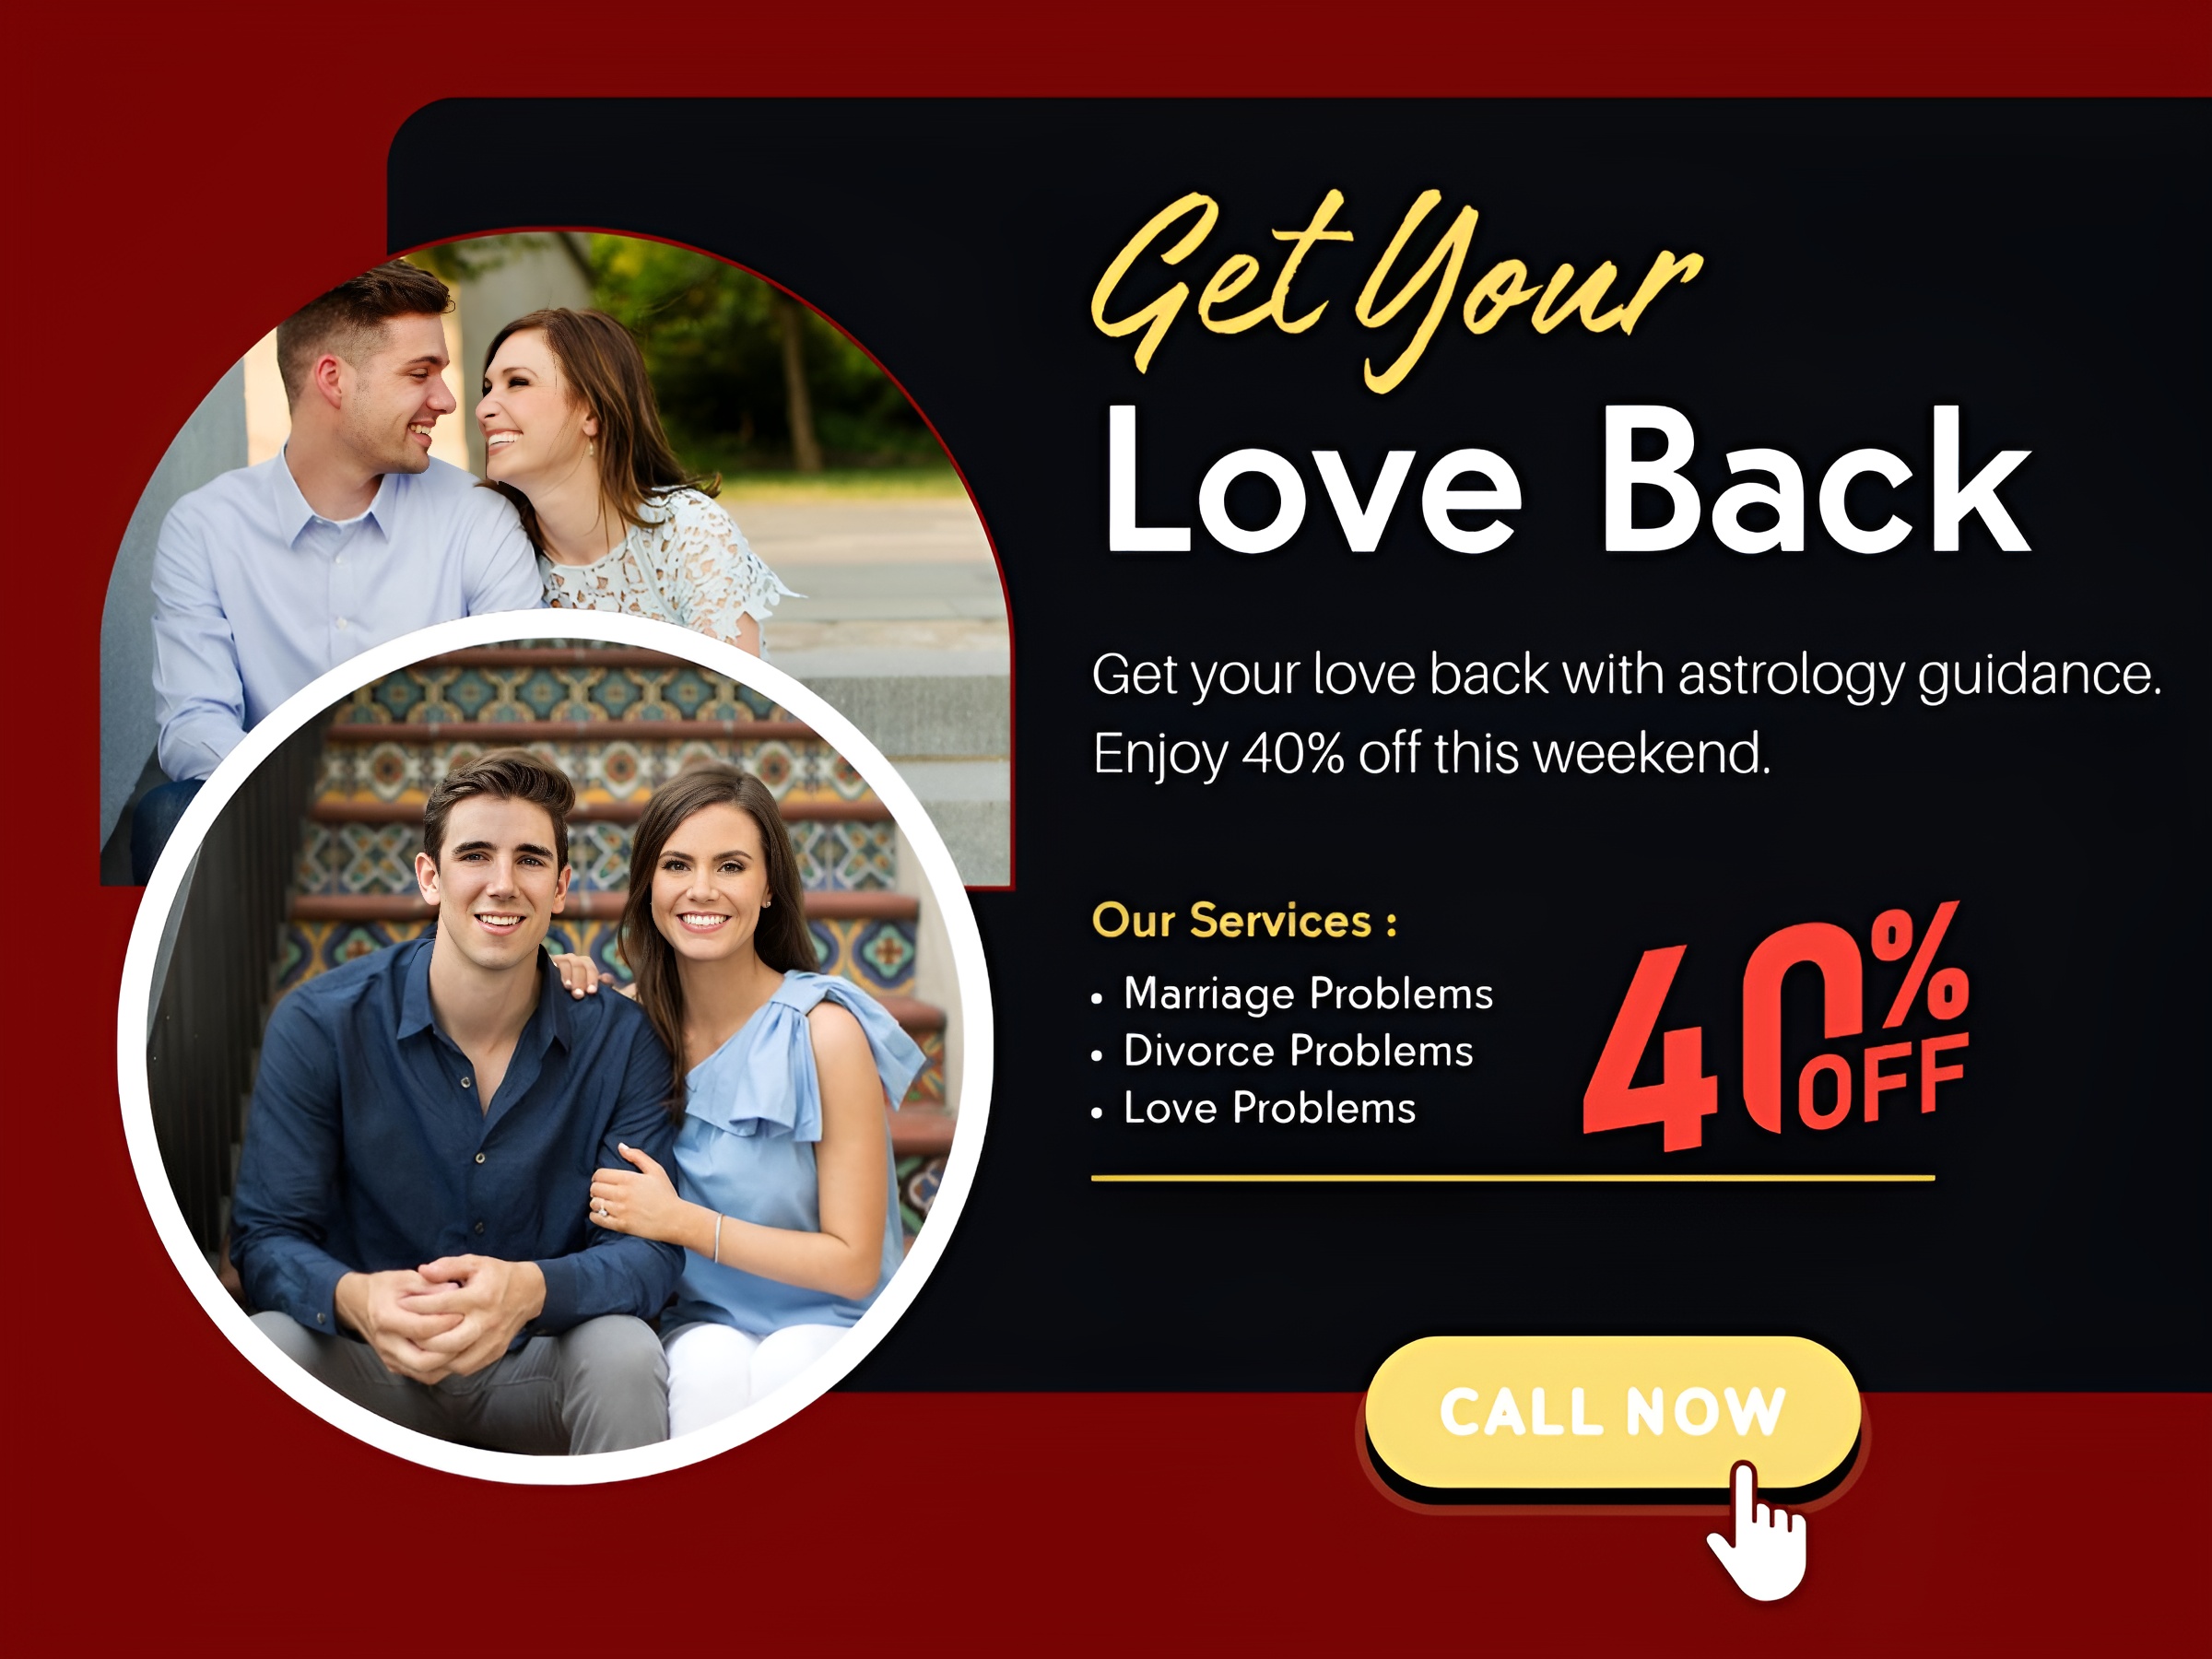 Get Your
Love Back
Get your love back with astrology guidance.
Enjoy 40% off this weekend.
Our Services :
• Marriage Problems
• Divorce Problems
• Love Problems
40% OFF
CALL NOW